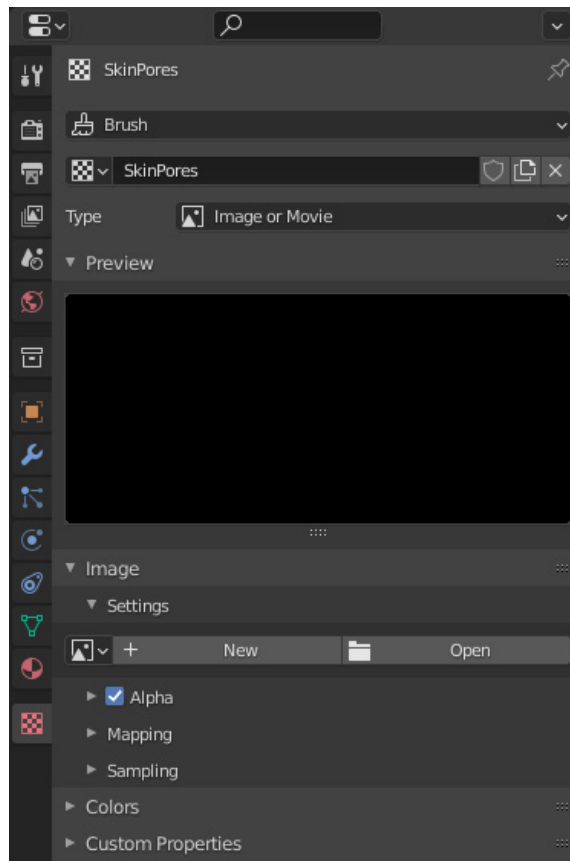 SkinPores
Brush
SkinPores
Type Image or Movie
Preview
Image
Settings
New Open
Alpha
Mapping
Sampling
Colors
Custom Properties